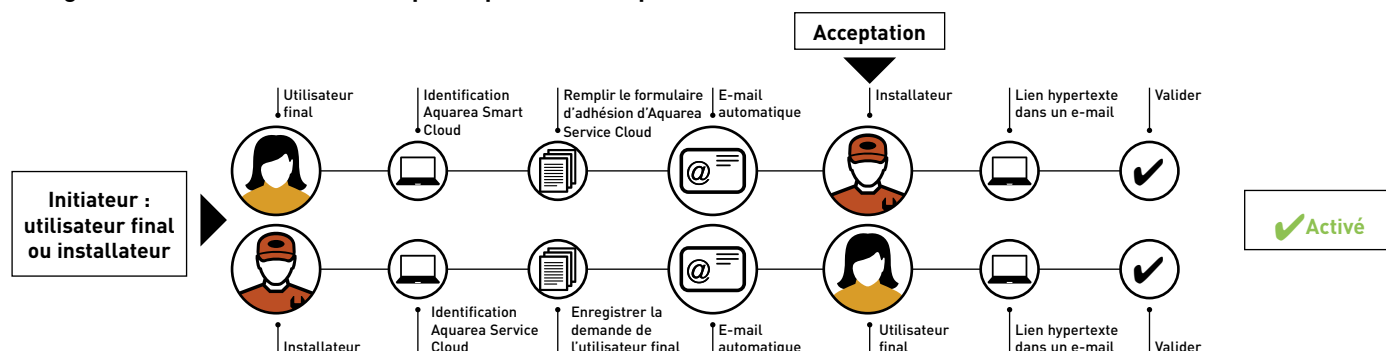 Acceptation
Utilisateur
final
Identification
Aquarea Smart
Cloud
Remplir le formulaire
d'adhésion d'Aquarea
Service Cloud
E-mail
automatique
Installateur
Lien hypertexte
dans un e-mail
Valider
@
Initiateur :
utilisateur final
ou installateur
Activé
@
Installateur
Identification
Aquarea Service
Cloud
Enregistrer la
demande de
l'utilisateur final
E-mail
automatique
Utilisateur
final
Lien hypertexte
dans un e-mail
Valider